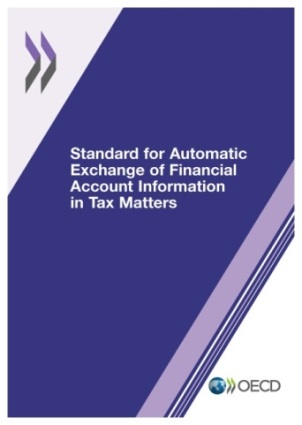 Standard for Automatic
Exchange of Financial
Account Information
in Tax Matters
OECD